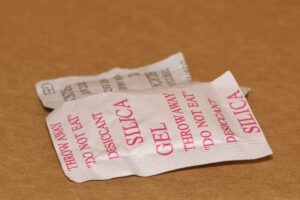 THROW AWAY
"DO NOT EAT"
DESICCANT
SILICA
GEL
THROW AWAY
"DO NOT EAT"
DESICCANT
SILICA